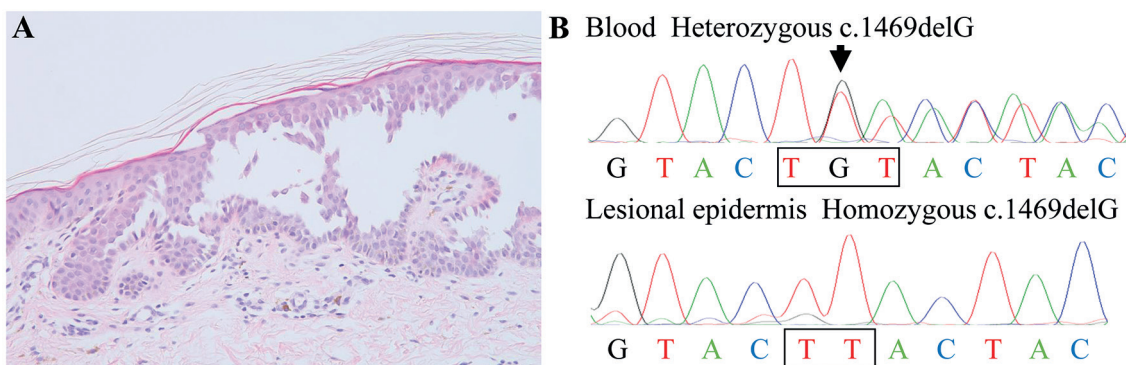 A
B Blood Heterozygous c.1469delG
G T A C T G T A C T A C
Lesional epidermis Homozygous c.1469delG
G T A C T T A C T A C